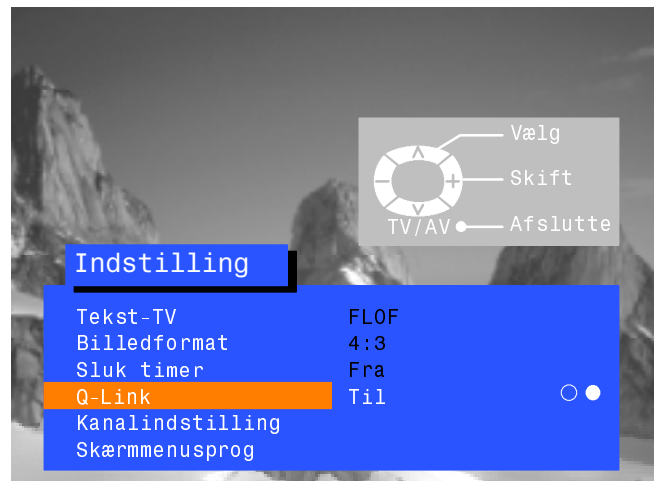 Vælg
Skift
TV/AV Afslutte
Indstilling
Tekst-TV FLOF
Billedformat 4:3
Sluk timer Fra
Q-Link Til
Kanalindstilling
Skærmmenusprog